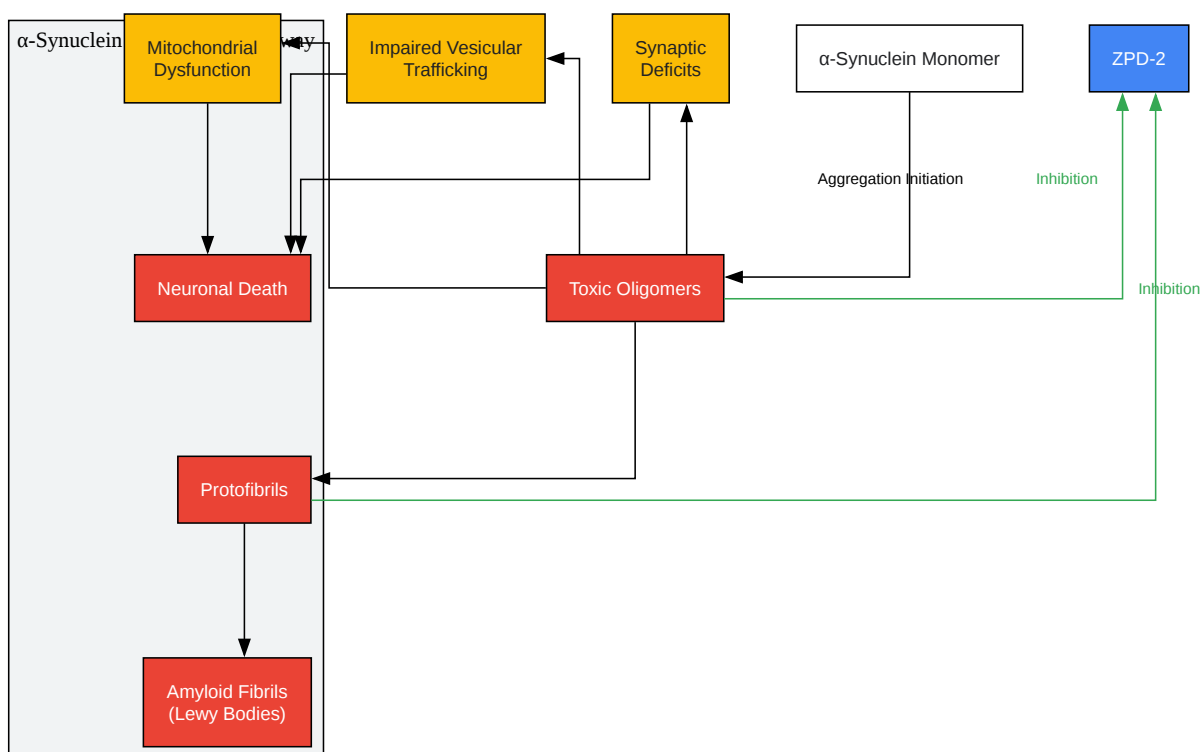 α-Synuclein
way
Mitochondrial
Dysfunction
Impaired Vesicular
Trafficking
Synaptic
Deficits
α-Synuclein Monomer
ZPD-2
Aggregation Initiation
Inhibition
Neuronal Death
Toxic Oligomers
Inhibition
Protofibrils
Amyloid Fibrils
(Lewy Bodies)